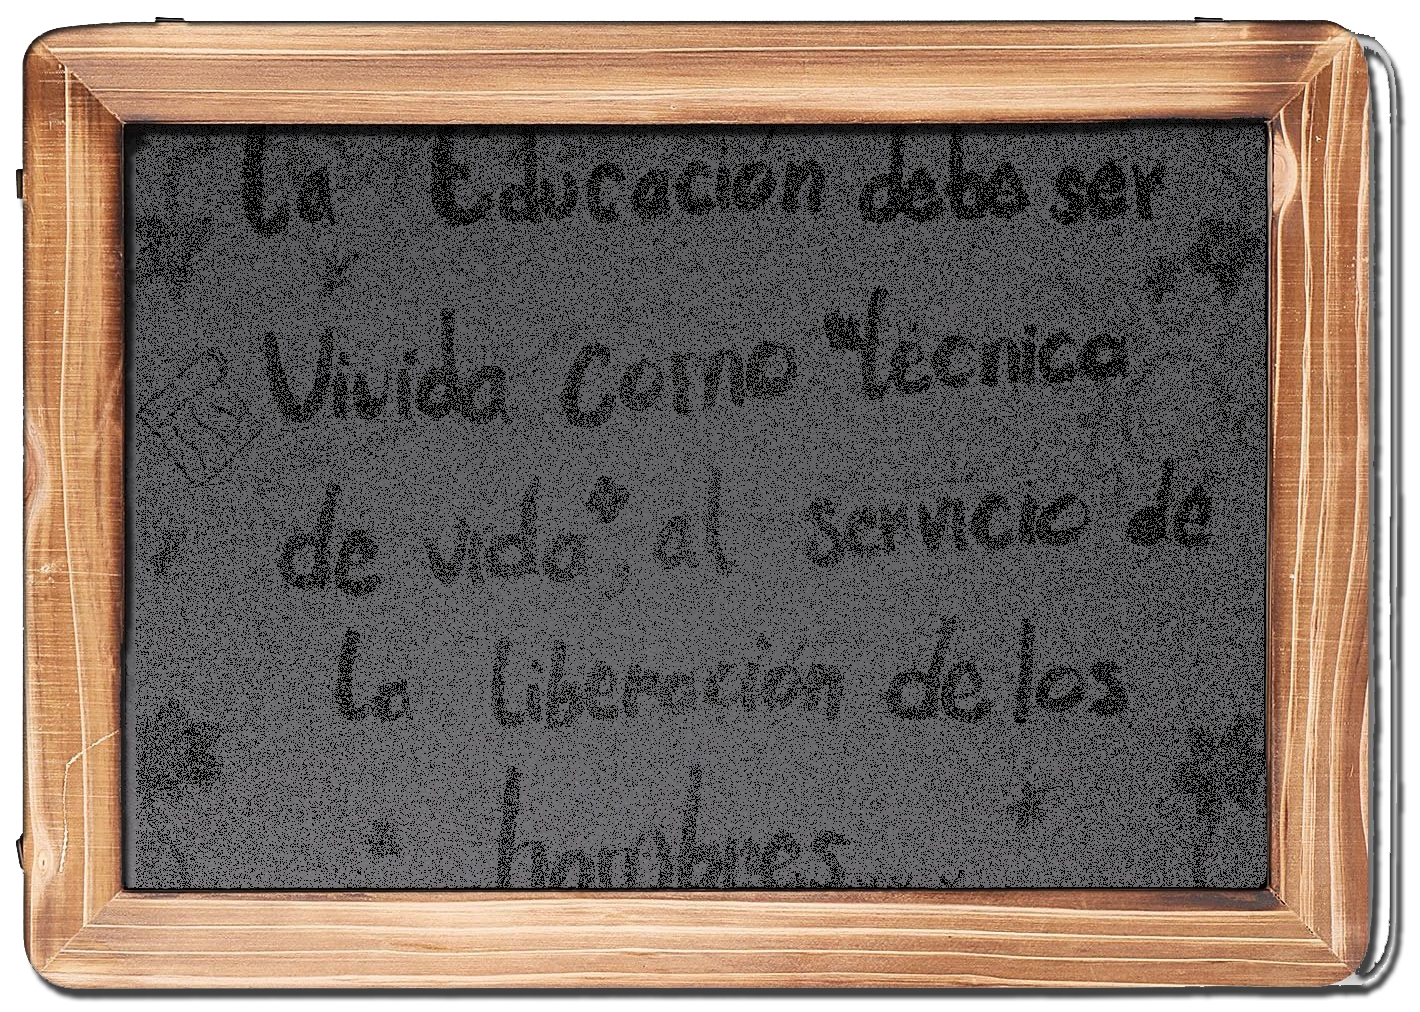 La Educación debe ser
Vivida como "técnica
de vida", al servicio de
la liberación de los
hombres...